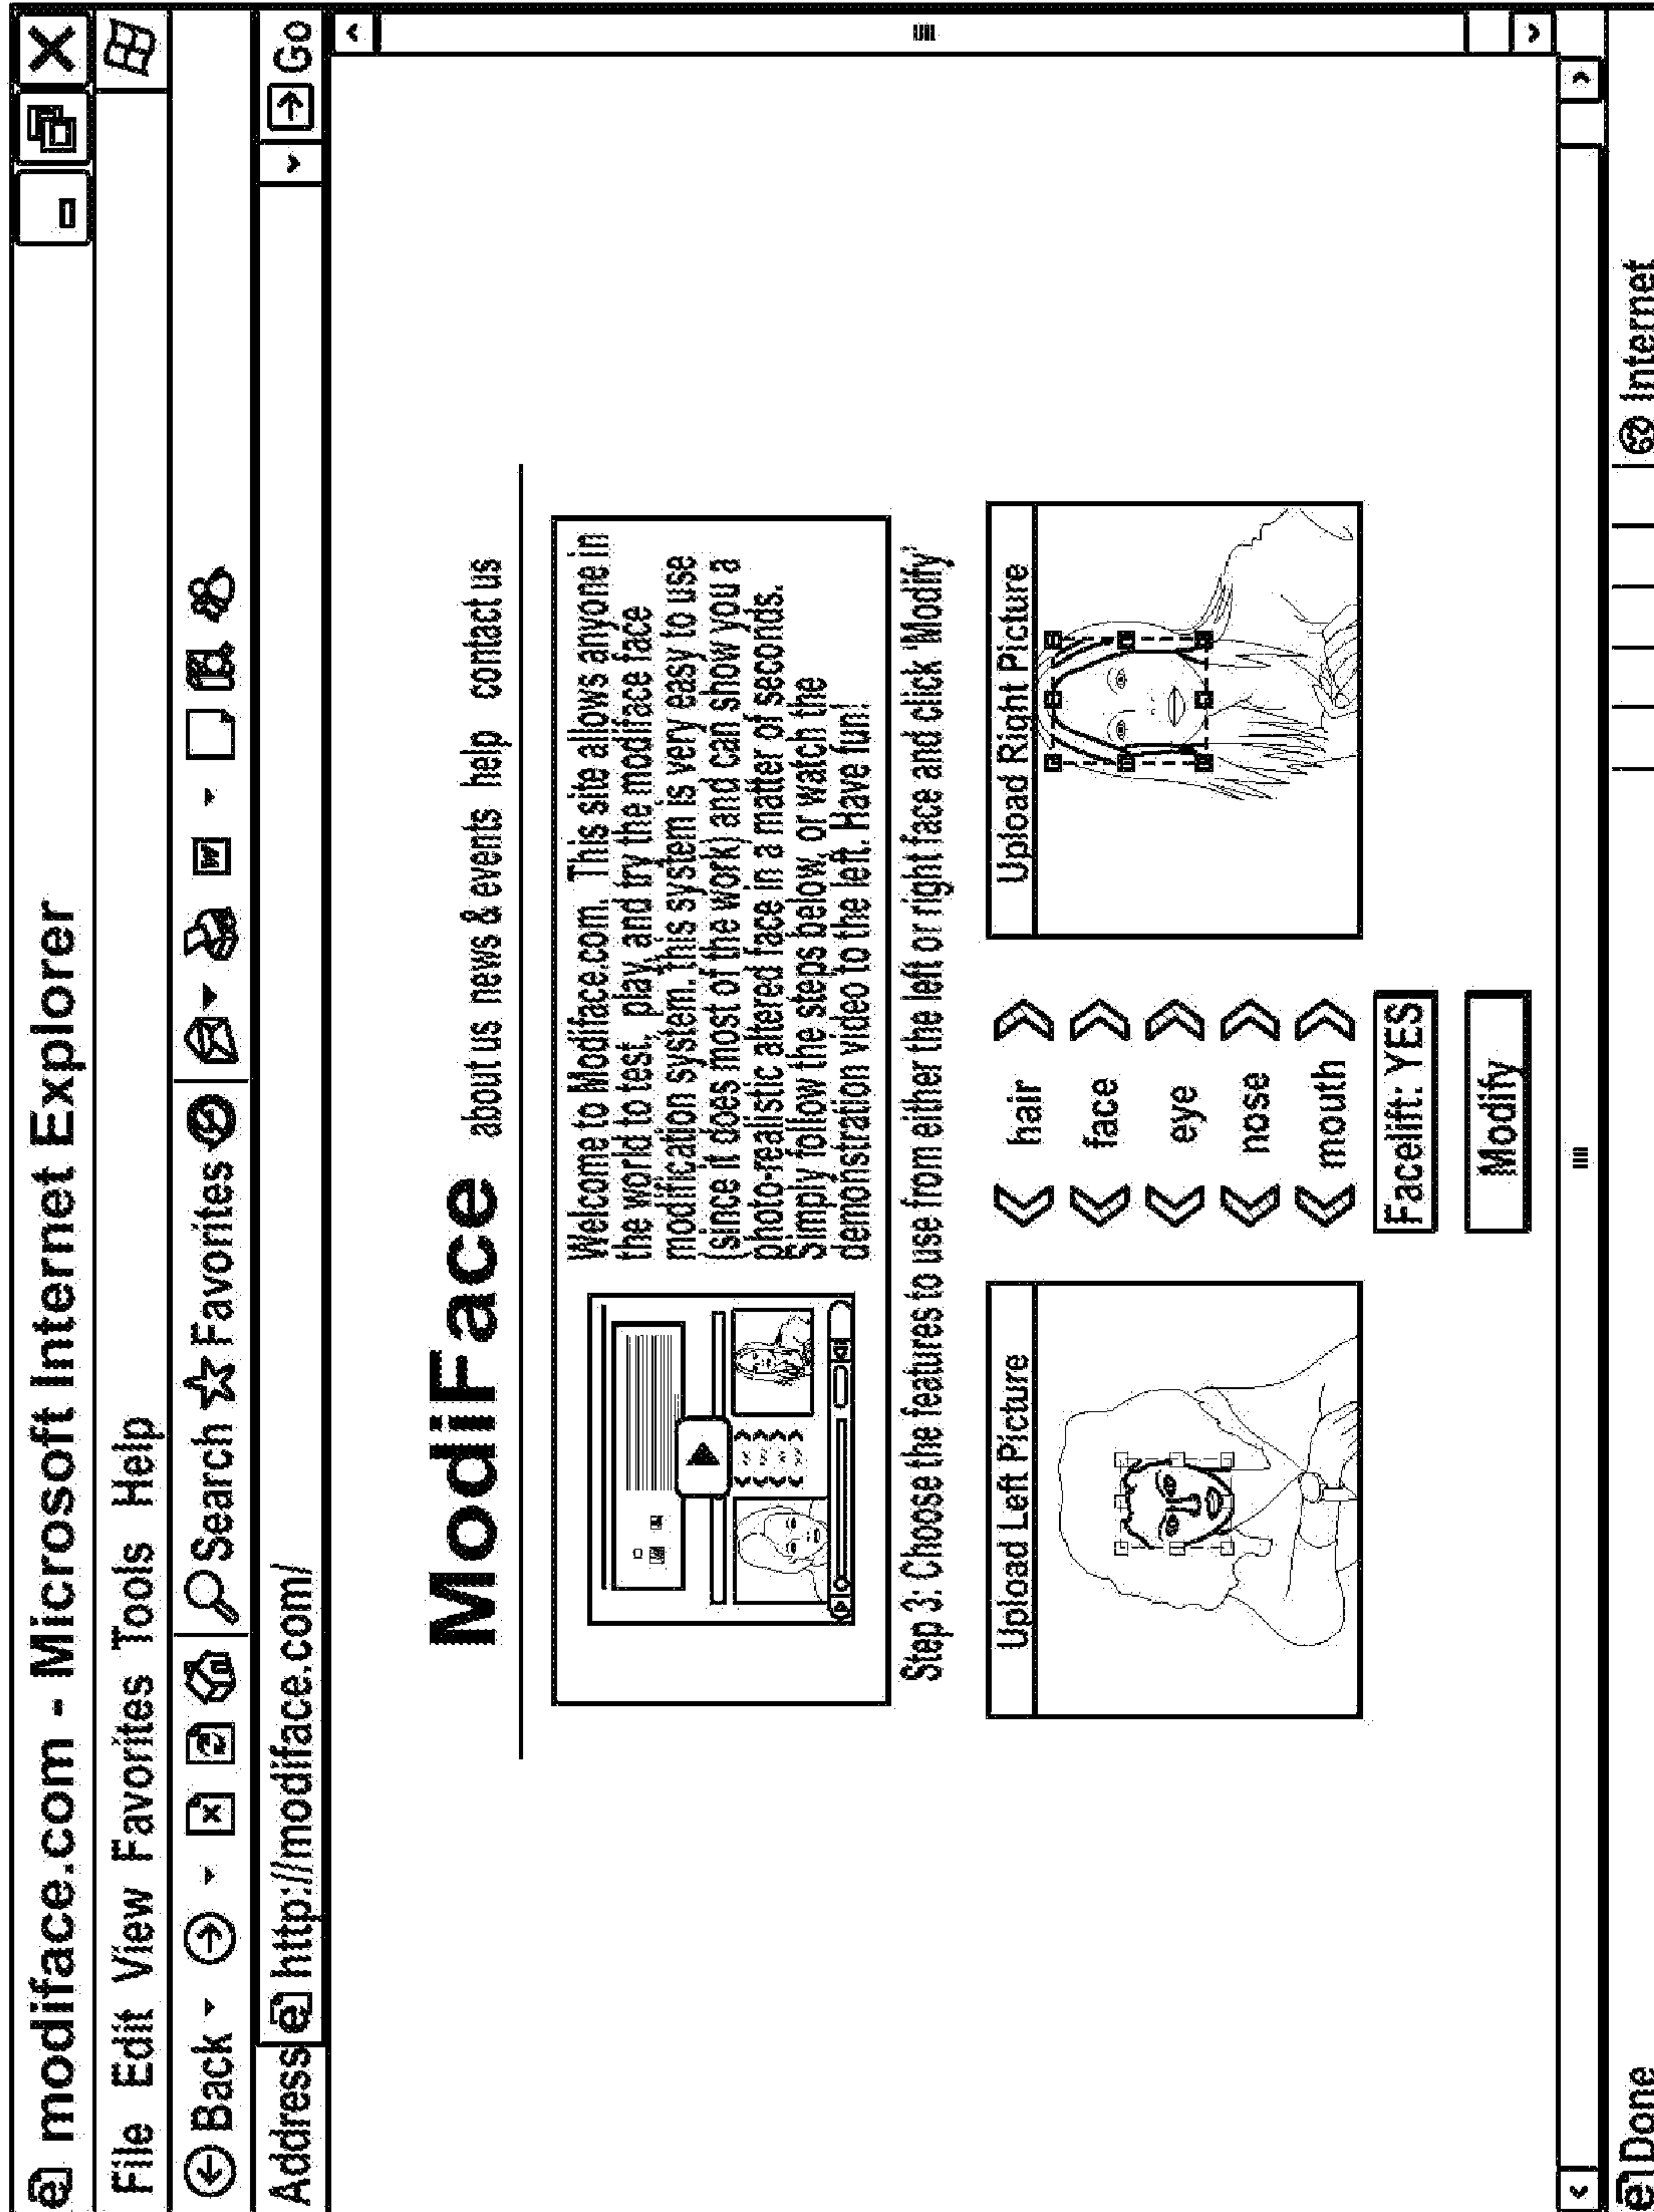 modiface.com - Microsoft Internet Explorer
File Edit View Favorites Tools Help
Back Search Favorites
Address http://modiface.com/ Go
ModiFace about us news & events help contact us
Welcome to Modiface.com. This site allows anyone in
the world to test, play, and try the modiface face
modification system. this system is very easy to use
(since it does most of the work) and can show you a
photo-realistic altered face in a matter of seconds.
Simply follow the steps below, or watch the
demonstration video to the left. Have fun!
Step 3: Choose the features to use from either the left or right face and click 'Modify'
Upload Left Picture
hair
face
eye
nose
mouth
Facelift: YES
Modify
Upload Right Picture
Done Internet